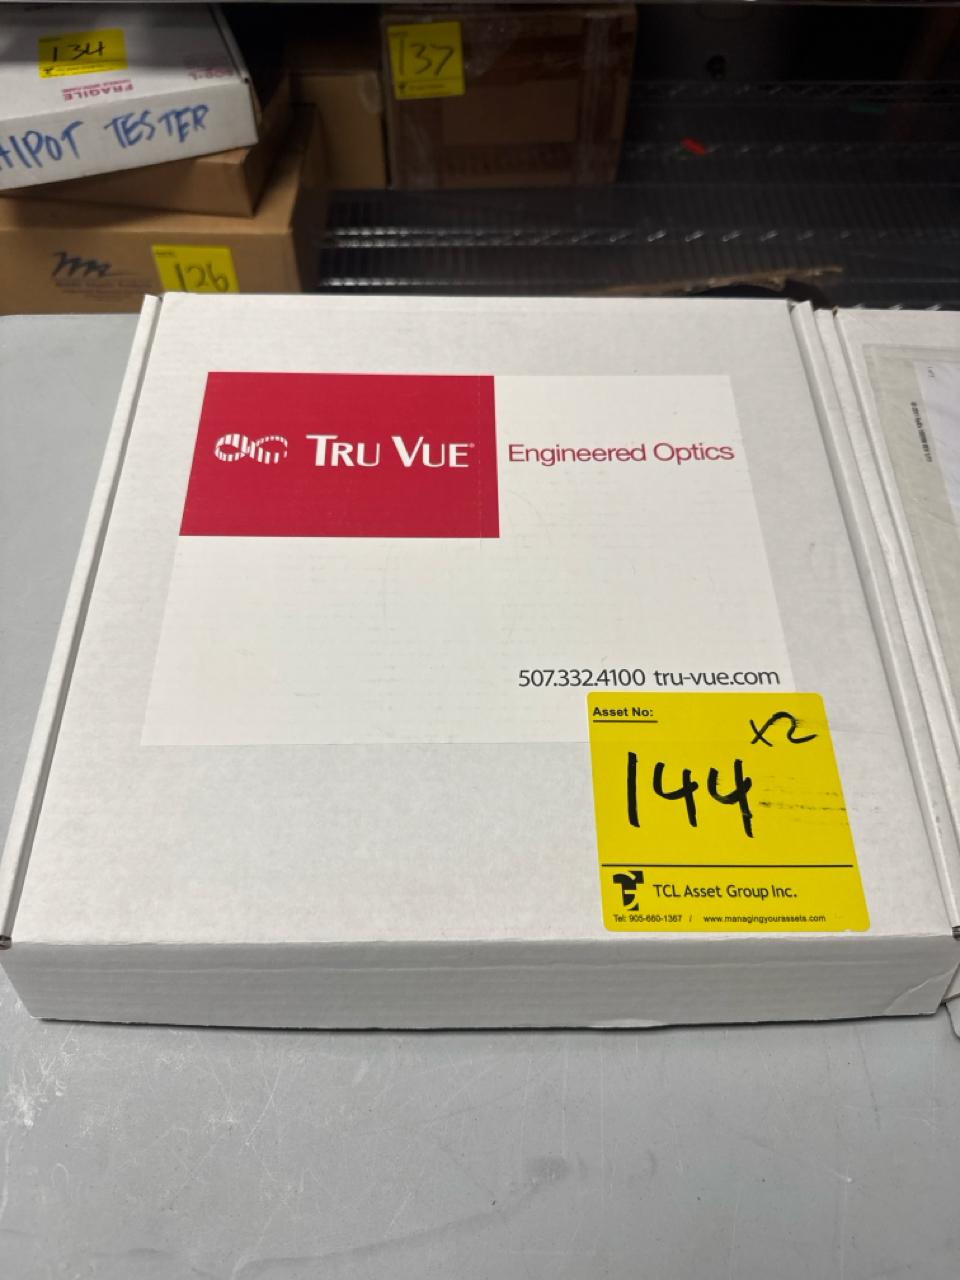 134
FRAGILE
HIPOT TESTER
137
126
TRU VUE
Engineered Optics
507.332.4100 tru-vue.com
Asset No:
x2
144
TCL Asset Group Inc.
Tel: 905-660-1367 / www.managingyourassets.com